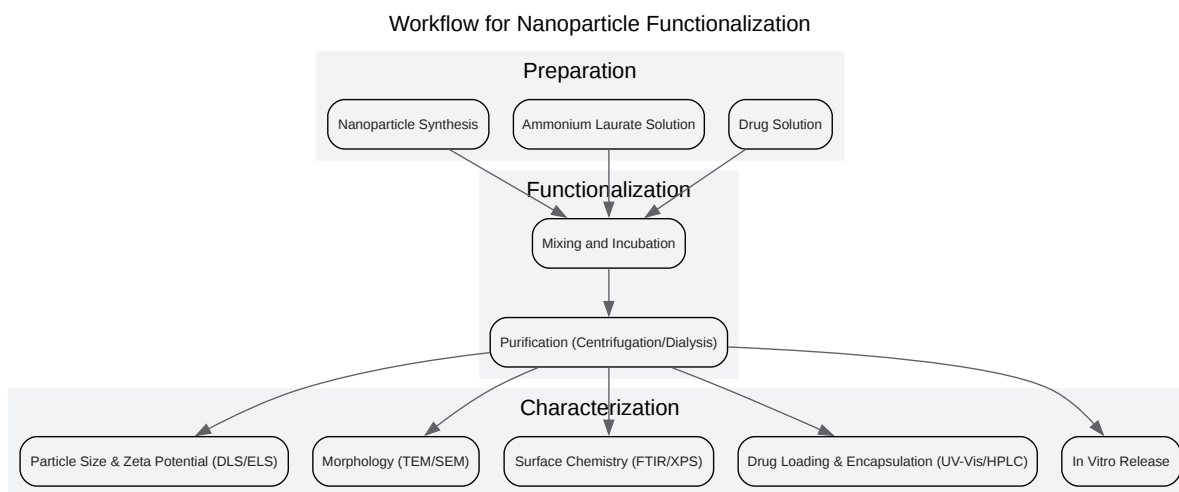 Workflow for Nanoparticle Functionalization
Preparation
Nanoparticle Synthesis
Ammonium Laurate Solution
Drug Solution
Functionalization
Mixing and Incubation
Purification (Centrifugation/Dialysis)
Characterization
Particle Size & Zeta Potential (DLS/ELS)
Morphology (TEM/SEM)
Surface Chemistry (FTIR/XPS)
Drug Loading & Encapsulation (UV-Vis/HPLC)
In Vitro Release